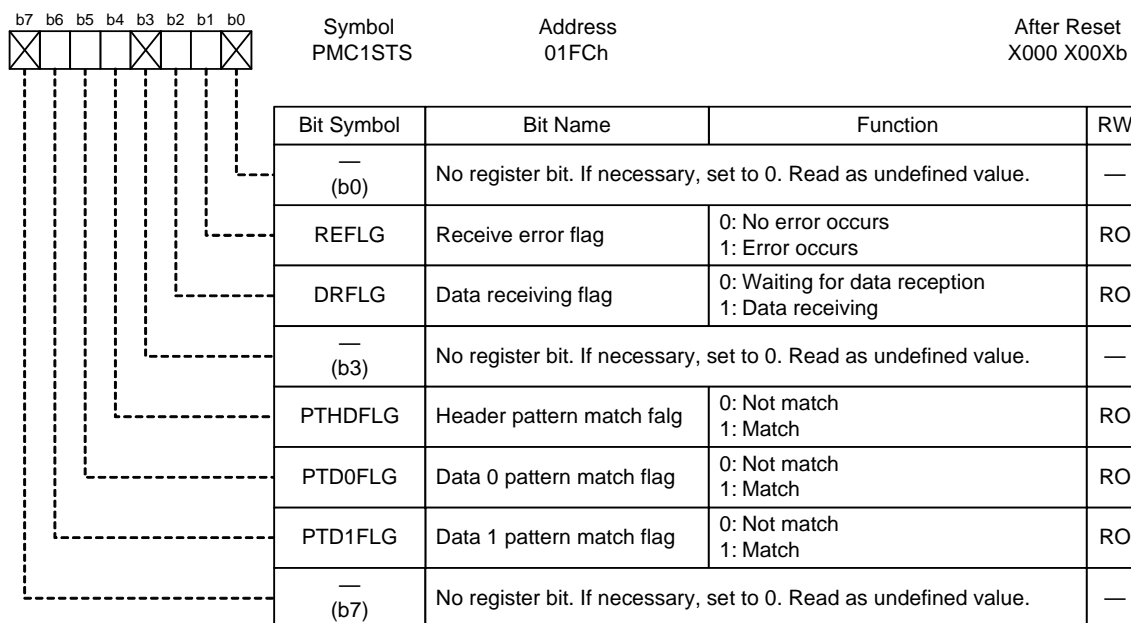 b7 b6 b5 b4 b3 b2 b1 b0
Symbol Address After Reset
PMC1STS 01FCh X000 X00Xb
Bit Symbol Bit Name Function RW
—
(b0)
No register bit. If necessary, set to 0. Read as undefined value. —
REFLG Receive error flag
0: No error occurs
1: Error occurs
RO
DRFLG Data receiving flag
0: Waiting for data reception
1: Data receiving
RO
—
(b3)
No register bit. If necessary, set to 0. Read as undefined value. —
PTHDFLG Header pattern match falg
0: Not match
1: Match
RO
PTD0FLG Data 0 pattern match flag
0: Not match
1: Match
RO
PTD1FLG Data 1 pattern match flag
0: Not match
1: Match
RO
—
(b7)
No register bit. If necessary, set to 0. Read as undefined value. —